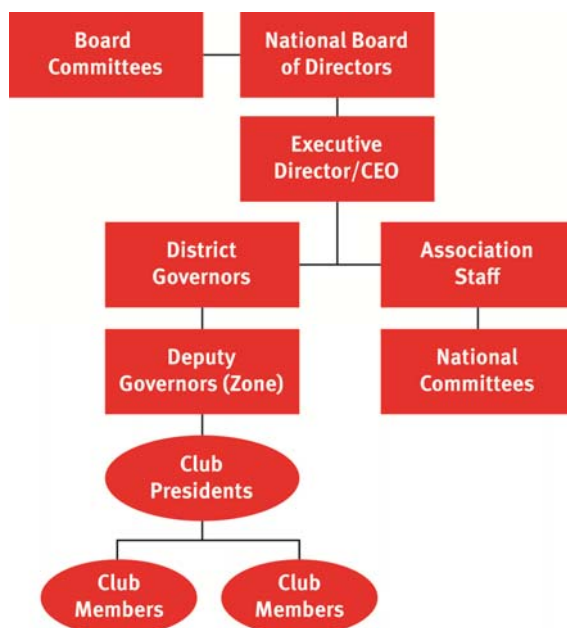 Board
Committees
National Board
of Directors
Executive
Director/CEO
District
Governors
Association
Staff
Deputy
Governors (Zone)
National
Committees
Club
Presidents
Club
Members
Club
Members